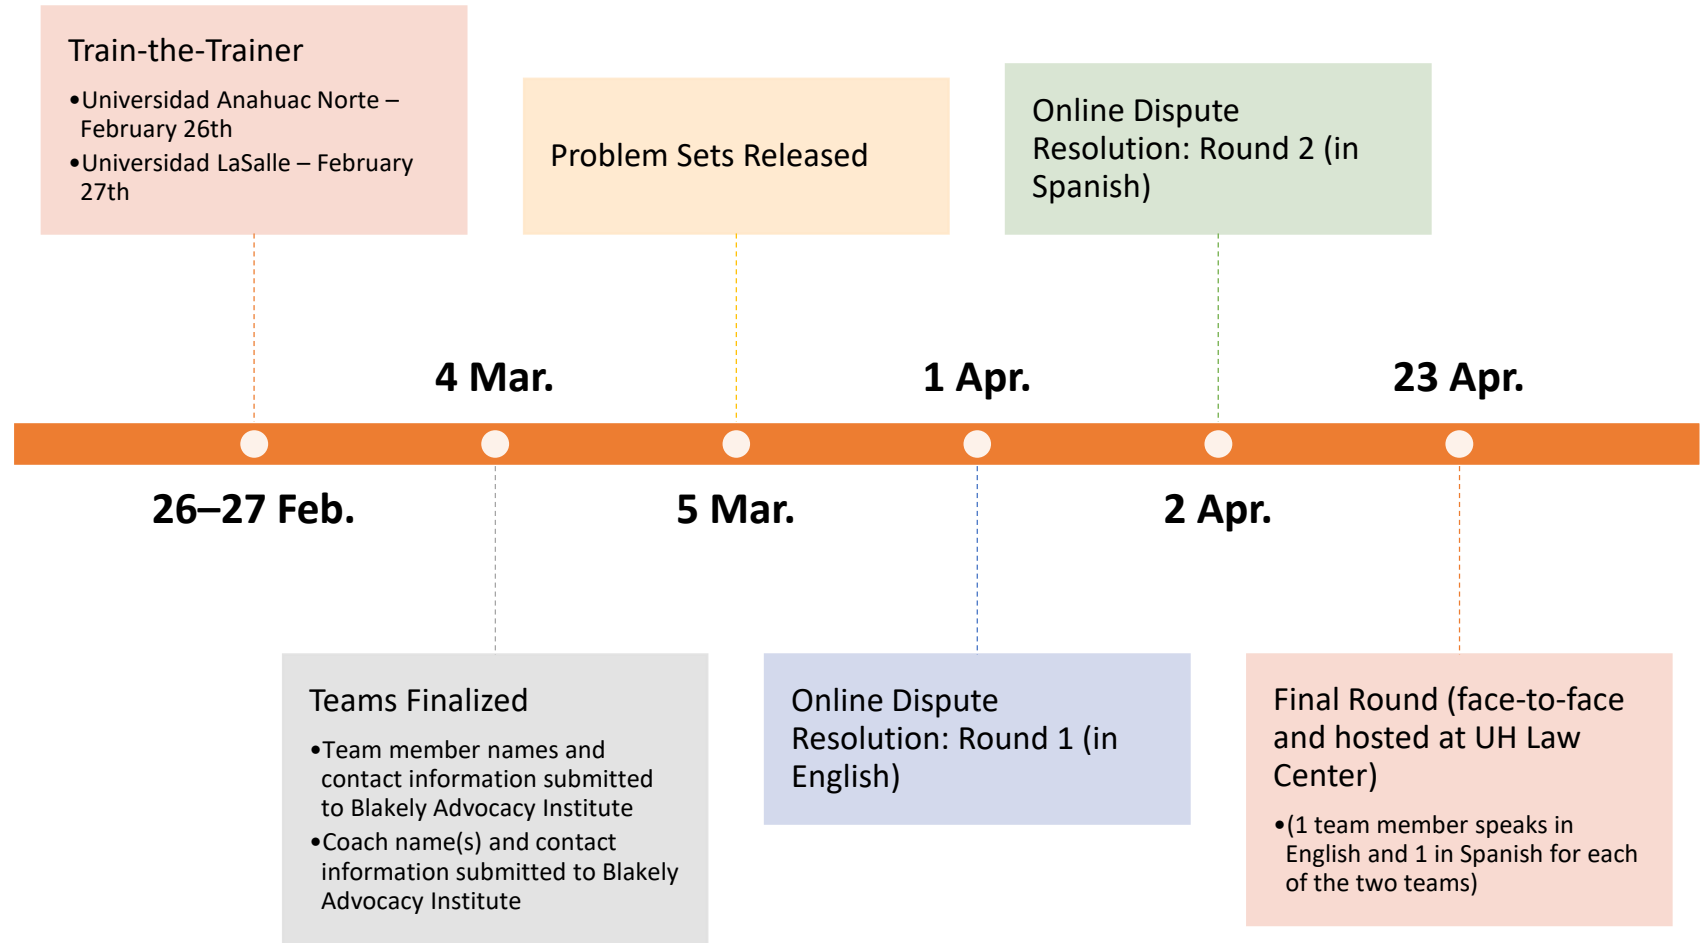 Train-the-Trainer
•Universidad Anahuac Norte –
February 26th
•Universidad LaSalle – February
27th
Problem Sets Released
Online Dispute
Resolution: Round 2 (in
Spanish)
4 Mar.
1 Apr.
23 Apr.
26–27 Feb.
5 Mar.
2 Apr.
Teams Finalized
•Team member names and
contact information submitted
to Blakely Advocacy Institute
•Coach name(s) and contact
information submitted to Blakely
Advocacy Institute
Online Dispute
Resolution: Round 1 (in
English)
Final Round (face-to-face
and hosted at UH Law
Center)
•(1 team member speaks in
English and 1 in Spanish for each
of the two teams)